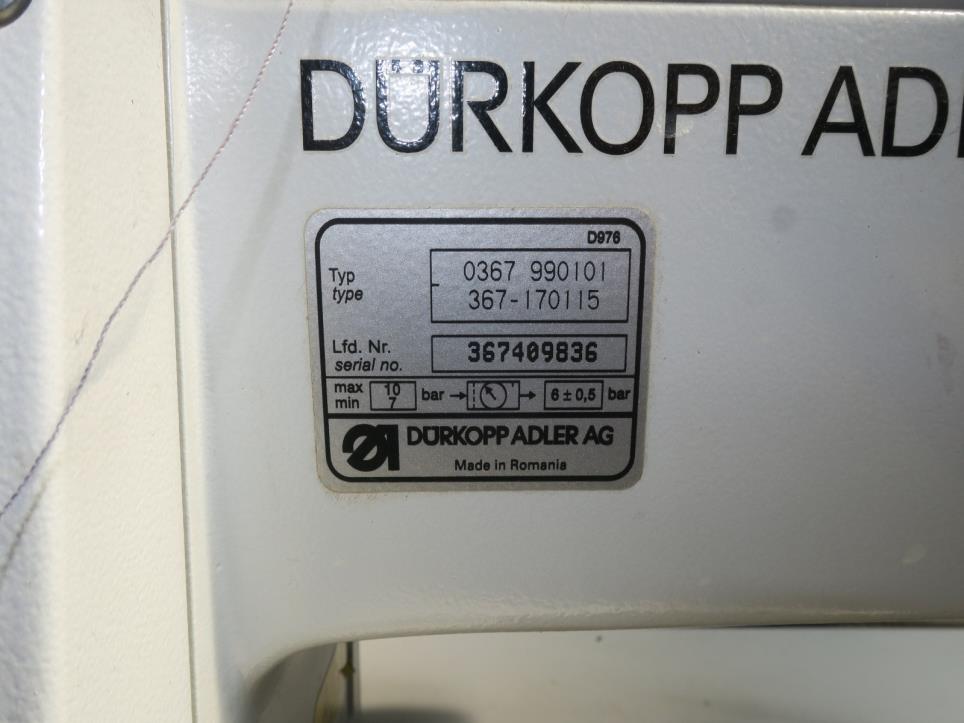 DÜRKOPP AD
D976
Typ
type
0367 990101
367-170115
Lfd. Nr.
serial no.
367409836
max
min
10
7
bar
6 ± 0,5 bar
DÜRKOPP ADLER AG
Made in Romania